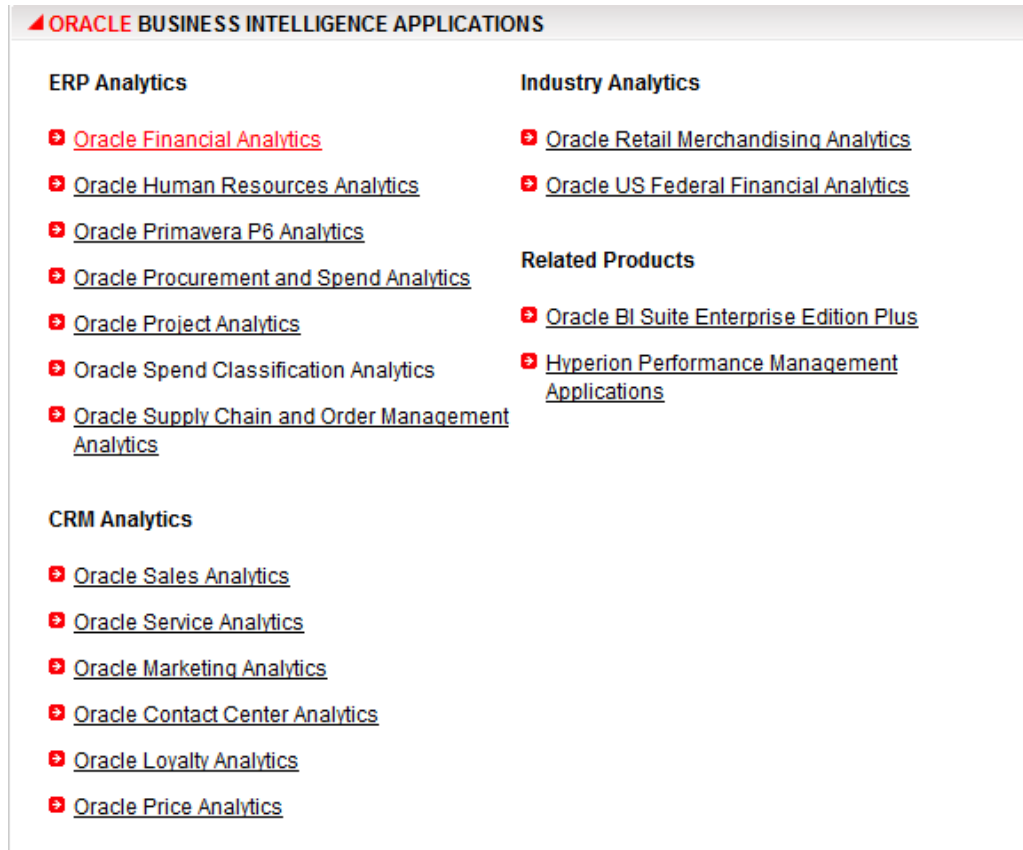 ORACLE BUSINESS INTELLIGENCE APPLICATIONS
ERP Analytics
Oracle Financial Analytics
Oracle Human Resources Analytics
Oracle Primavera P6 Analytics
Oracle Procurement and Spend Analytics
Oracle Project Analytics
Oracle Spend Classification Analytics
Oracle Supply Chain and Order Management
Analytics
CRM Analytics
Oracle Sales Analytics
Oracle Service Analytics
Oracle Marketing Analytics
Oracle Contact Center Analytics
Oracle Loyalty Analytics
Oracle Price Analytics
Industry Analytics
Oracle Retail Merchandising Analytics
Oracle US Federal Financial Analytics
Related Products
Oracle BI Suite Enterprise Edition Plus
Hyperion Performance Management
Applications